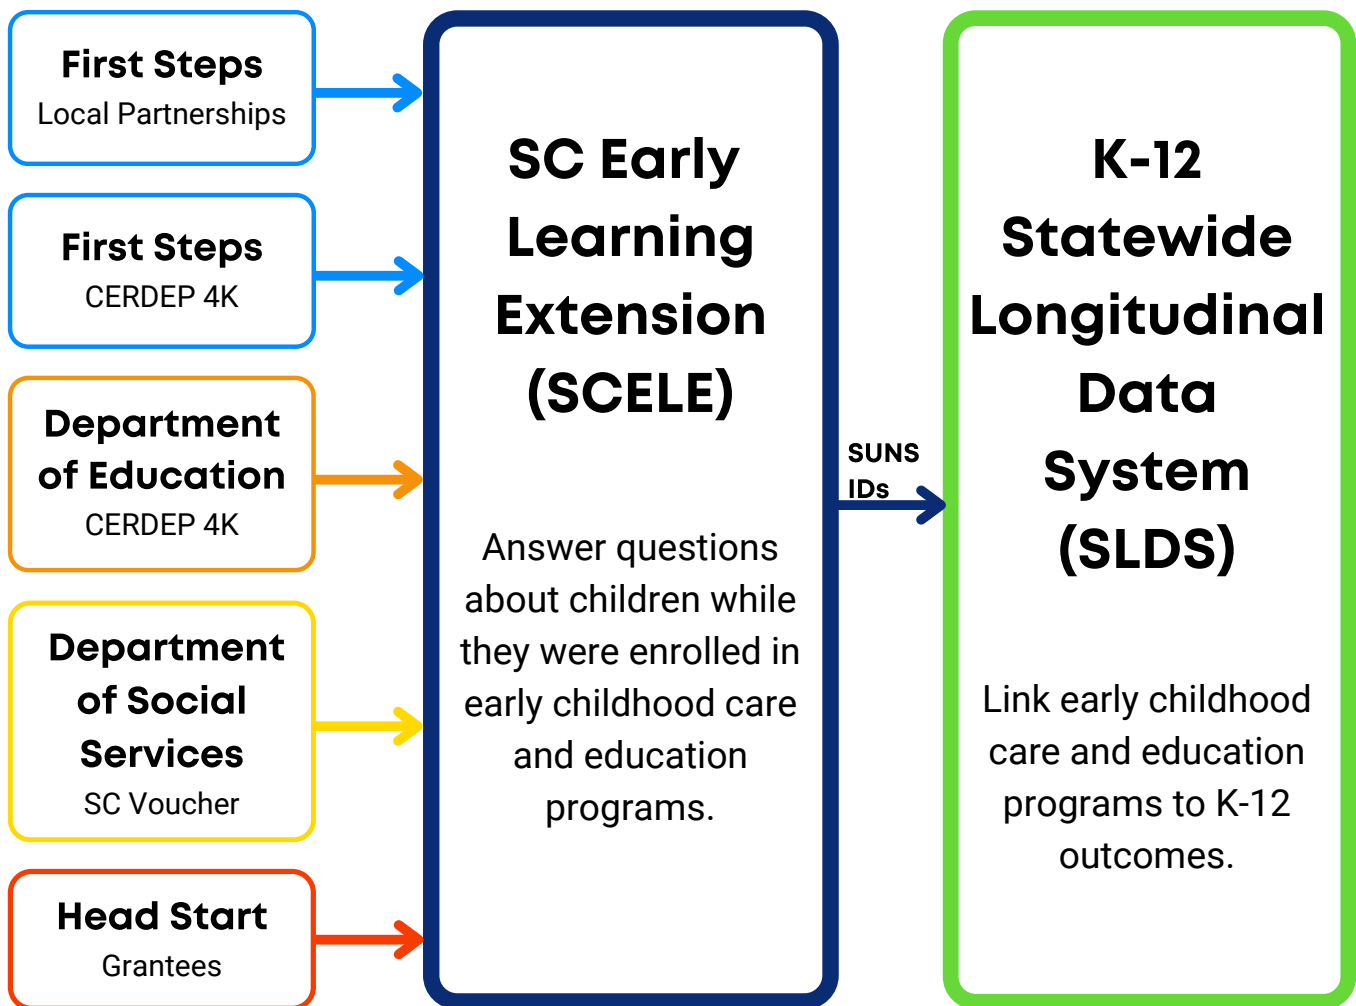 First Steps
Local Partnerships
First Steps
CERDEP 4K
Department
of Education
CERDEP 4K
Department
of Social
Services
SC Voucher
Head Start
Grantees
SC Early
Learning
Extension
(SCELE)
Answer questions
about children while
they were enrolled in
early childhood care
and education
programs.
SUNS
IDs
K-12
Statewide
Longitudinal
Data
System
(SLDS)
Link early childhood
care and education
programs to K-12
outcomes.